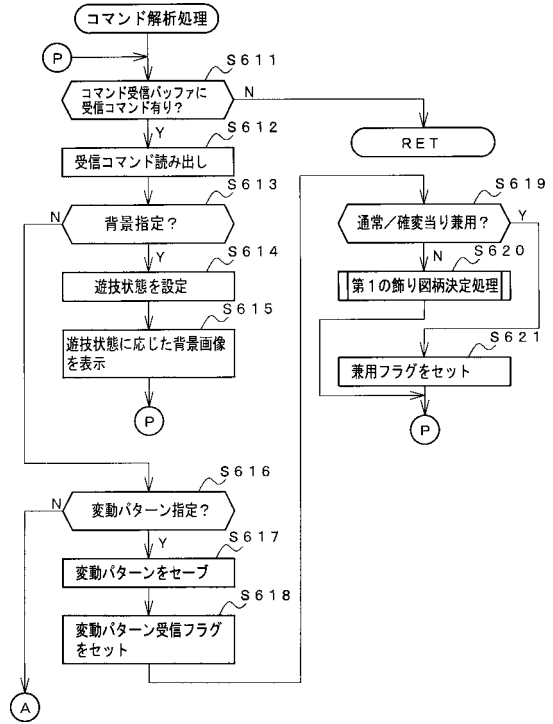 コマンド解析処理
P
S611
コマンド受信バッファに
受信コマンド有り？
N
Y
RET
S612
受信コマンド読み出し
S613
背景指定？
N
Y
S614
遊技状態を設定
S615
遊技状態に応じた背景画像
を表示
P
S616
変動パターン指定？
N
Y
S617
変動パターンをセーブ
S618
変動パターン受信フラグ
をセット
A
S619
通常／確変当り兼用？
Y
N
S620
第１の飾り図柄決定処理
S621
兼用フラグをセット
P